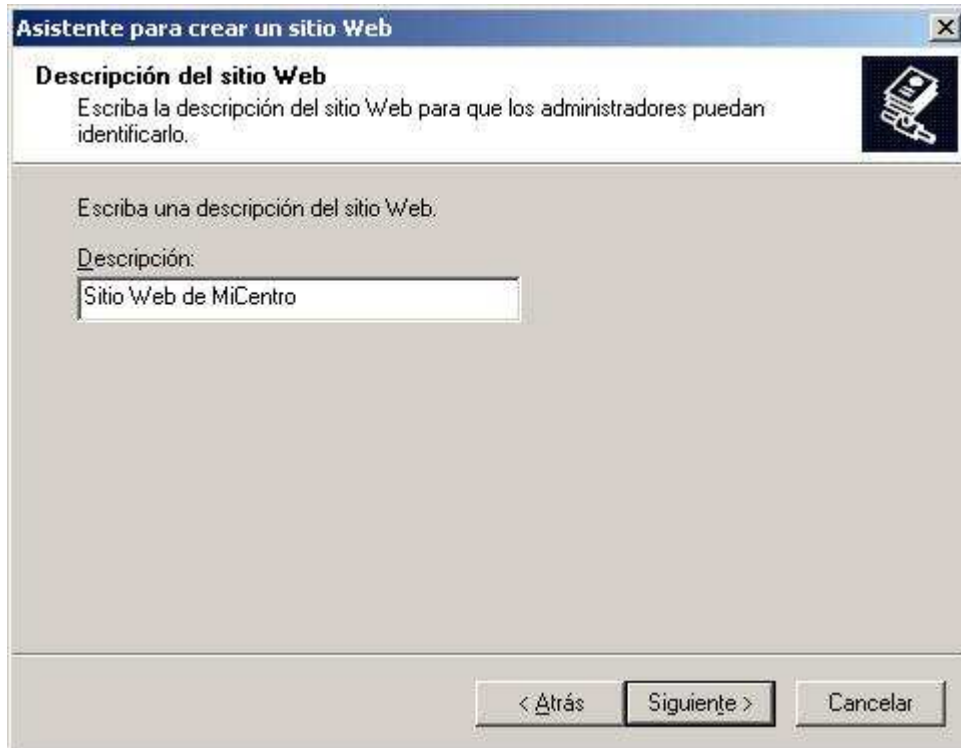 Asistente para crear un sitio Web
Descripción del sitio Web
Escriba la descripción del sitio Web para que los administradores puedan
identificarlo.
Escriba una descripción del sitio Web.
Descripción:
Sitio Web de MiCentro
< Atrás
Siguiente >
Cancelar